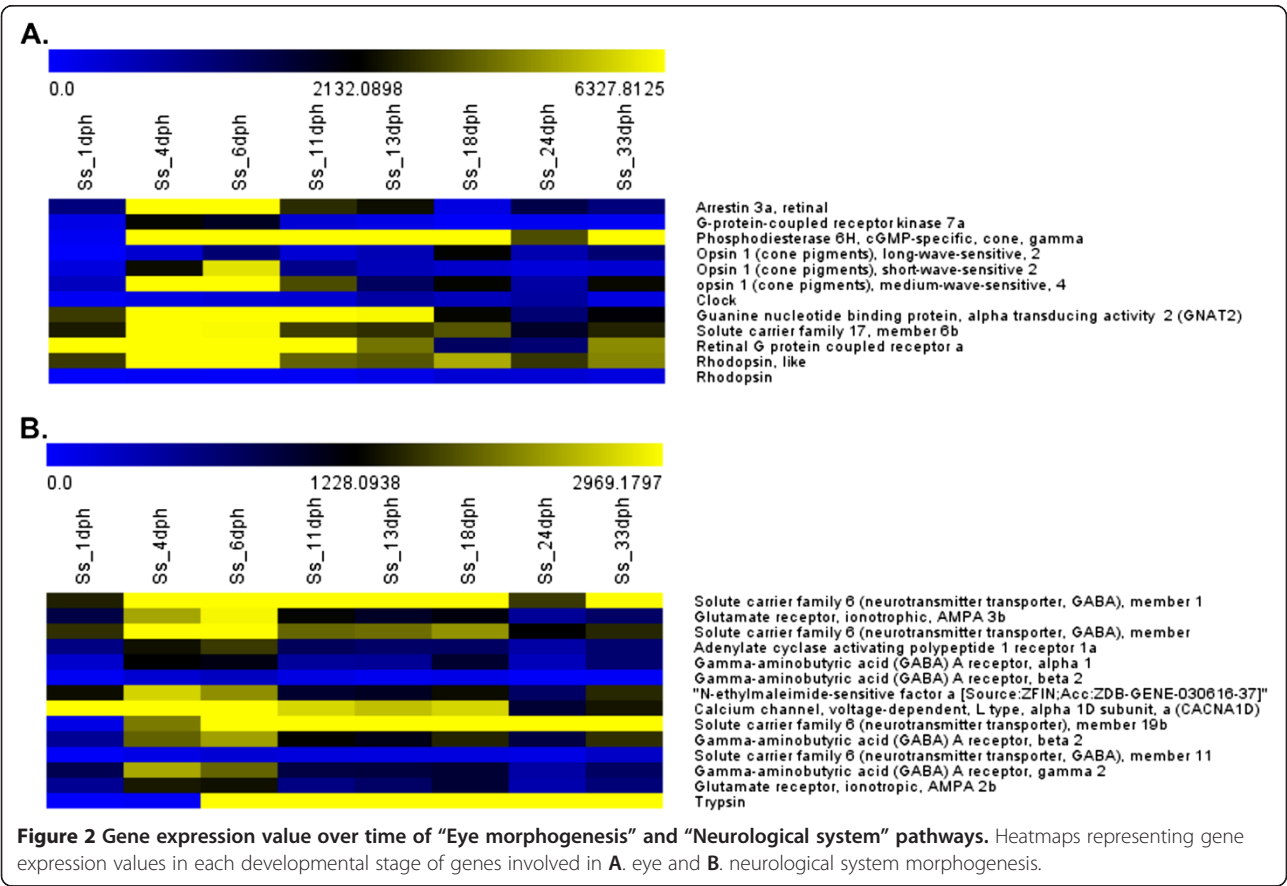 A.
0.0 2132.0898 6327.8125
Ss_1dph Ss_4dph Ss_6dph Ss_11dph Ss_13dph Ss_18dph Ss_24dph Ss_33dph
Arrestin 3a, retinal
G-protein-coupled receptor kinase 7a
Phosphodiesterase 6H, cGMP-specific, cone, gamma
Opsin 1 (cone pigments), long-wave-sensitive, 2
Opsin 1 (cone pigments), short-wave-sensitive 2
opsin 1 (cone pigments), medium-wave-sensitive, 4
Clock
Guanine nucleotide binding protein, alpha transducing activity 2 (GNAT2)
Solute carrier family 17, member 6b
Retinal G protein coupled receptor a
Rhodopsin, like
Rhodopsin
B.
0.0 1228.0938 2969.1797
Ss_1dph Ss_4dph Ss_6dph Ss_11dph Ss_13dph Ss_18dph Ss_24dph Ss_33dph
Solute carrier family 6 (neurotransmitter transporter, GABA), member 1
Glutamate receptor, ionotrophic, AMPA 3b
Solute carrier family 6 (neurotransmitter transporter, GABA), member
Adenylate cyclase activating polypeptide 1 receptor 1a
Gamma-aminobutyric acid (GABA) A receptor, alpha 1
Gamma-aminobutyric acid (GABA) A receptor, beta 2
"N-ethylmaleimide-sensitive factor a [Source:ZFIN;Acc:ZDB-GENE-030616-37]"
Calcium channel, voltage-dependent, L type, alpha 1D subunit, a (CACNA1D)
Solute carrier family 6 (neurotransmitter transporter), member 19b
Gamma-aminobutyric acid (GABA) A receptor, beta 2
Solute carrier family 6 (neurotransmitter transporter, GABA), member 11
Gamma-aminobutyric acid (GABA) A receptor, gamma 2
Glutamate receptor, ionotropic, AMPA 2b
Trypsin
Figure 2 Gene expression value over time of “Eye morphogenesis” and “Neurological system” pathways. Heatmaps representing gene
expression values in each developmental stage of genes involved in A. eye and B. neurological system morphogenesis.